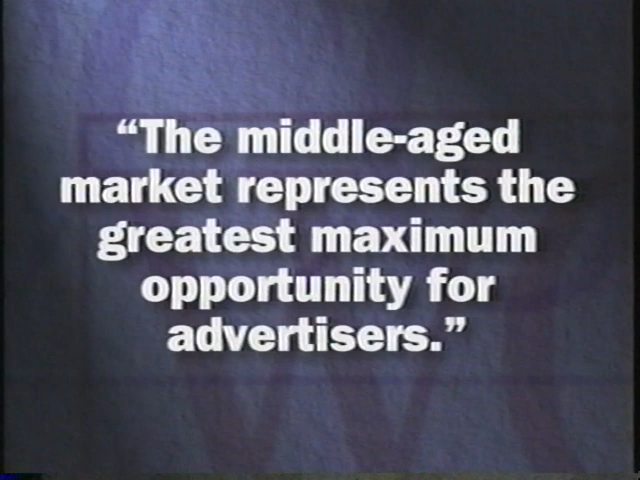 “The middle-aged
market represents the
greatest maximum
opportunity for
advertisers.”